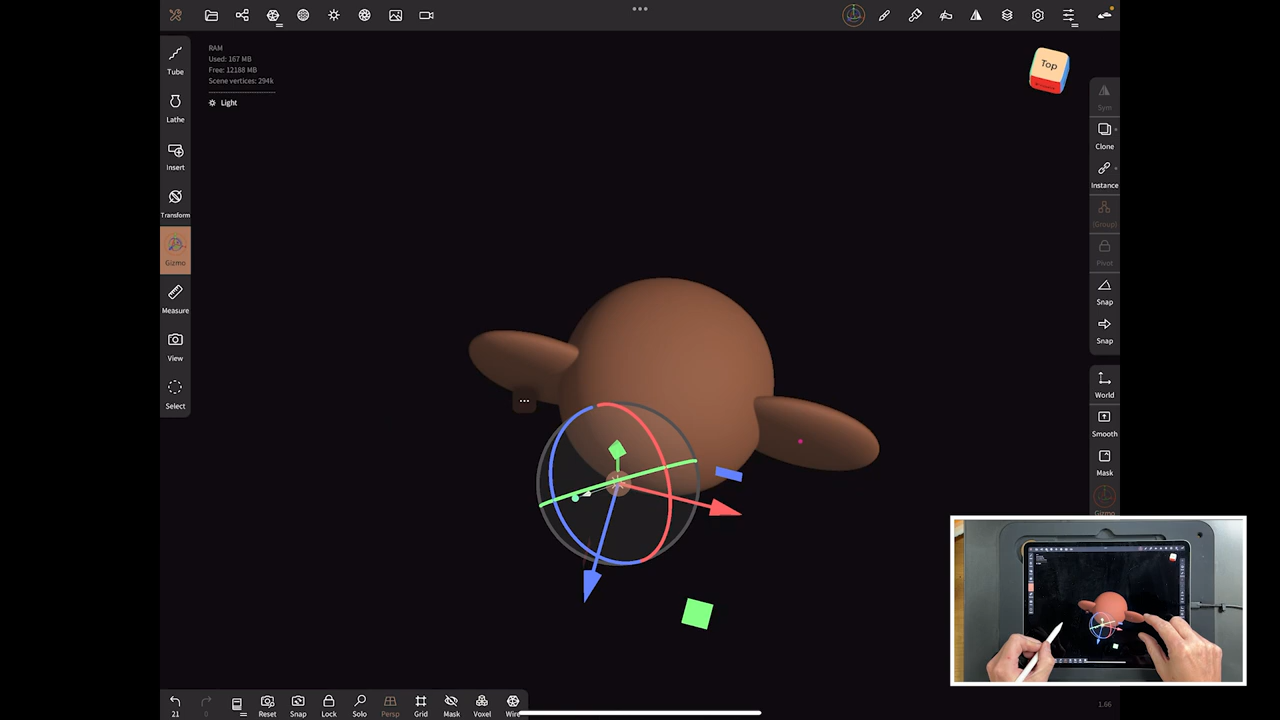 RAM
Used: 167 MB
Free: 12188 MB
Scene vertices: 294k
Light
Top
Tube
Lathe
Insert
Transform
Gizmo
Measure
View
Select
Sym
Clone
Instance
(Group)
Pivot
Snap
Snap
World
Smooth
Mask
Gizmo
21
0
Reset
Snap
Lock
Solo
Persp
Grid
Mask
Voxel
Wire
1.66